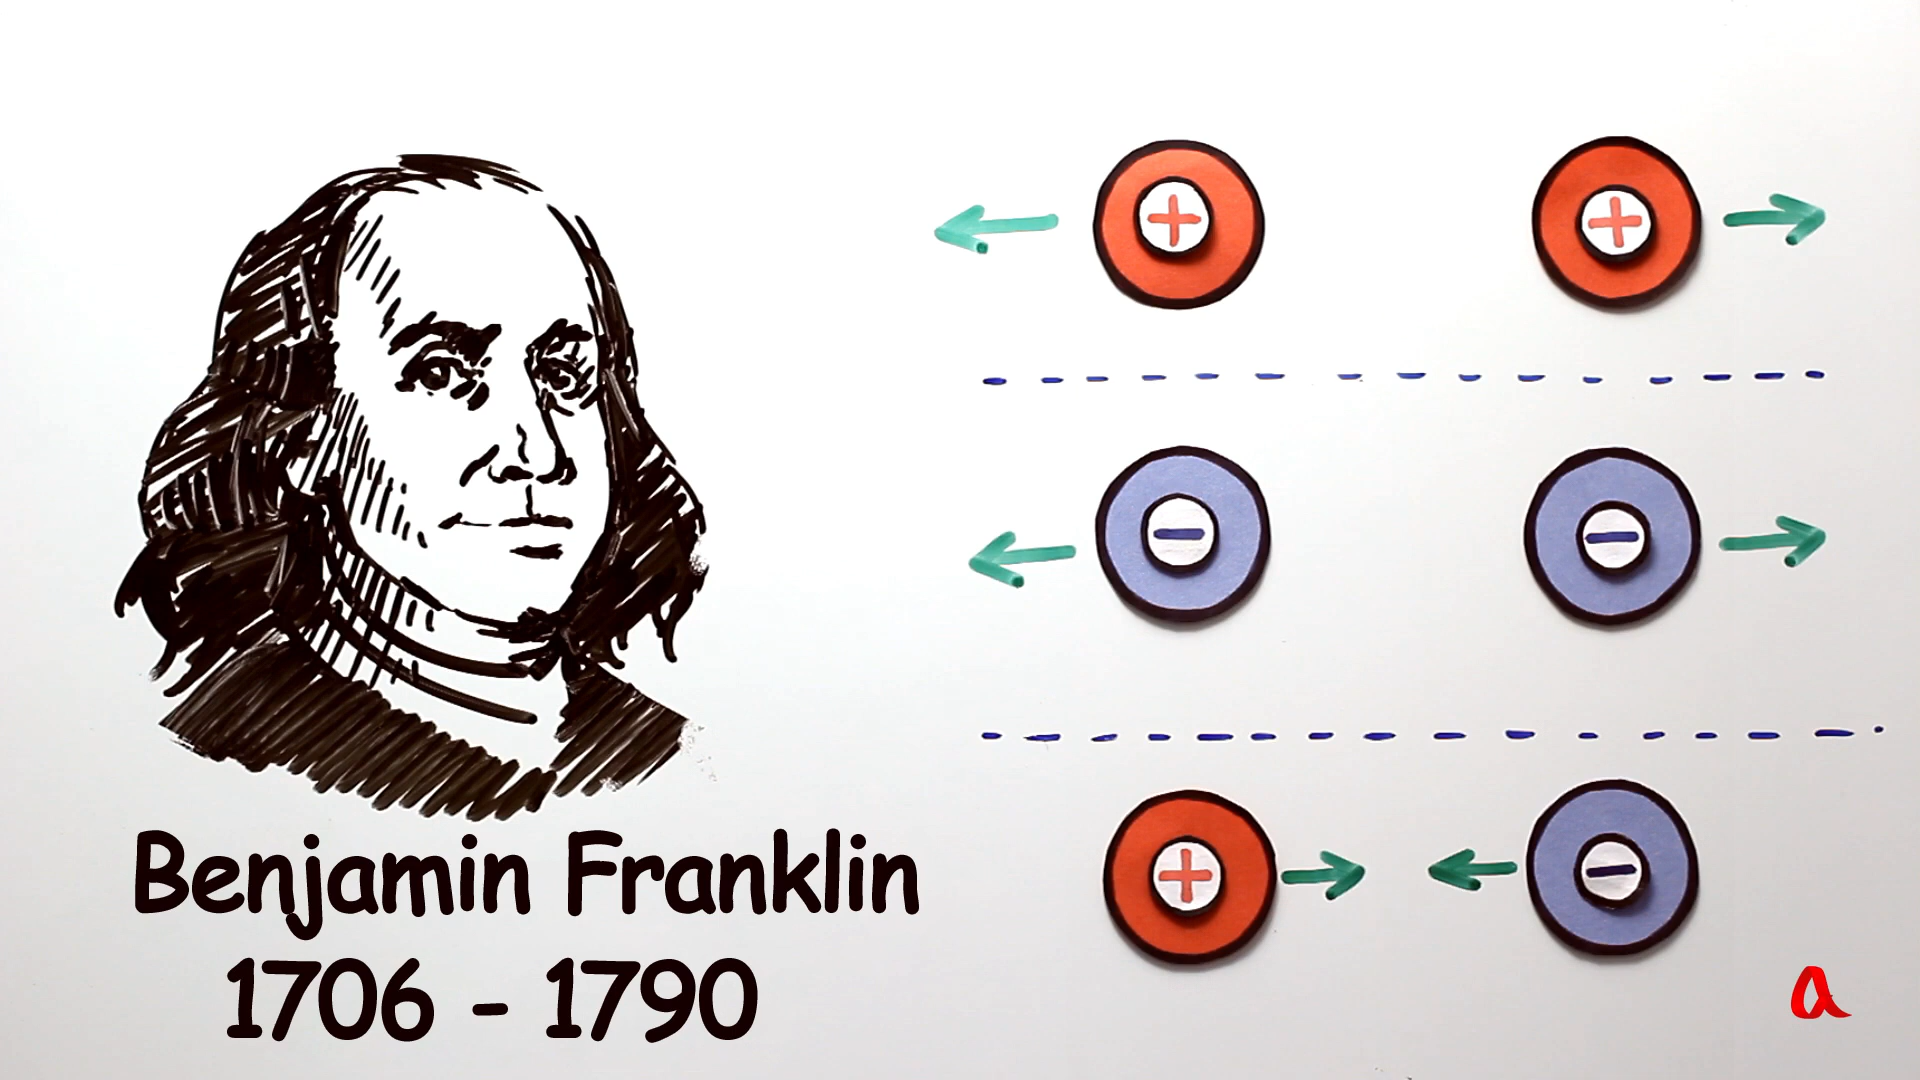 + +
- -
+ -
Benjamin Franklin
1706 - 1790
a